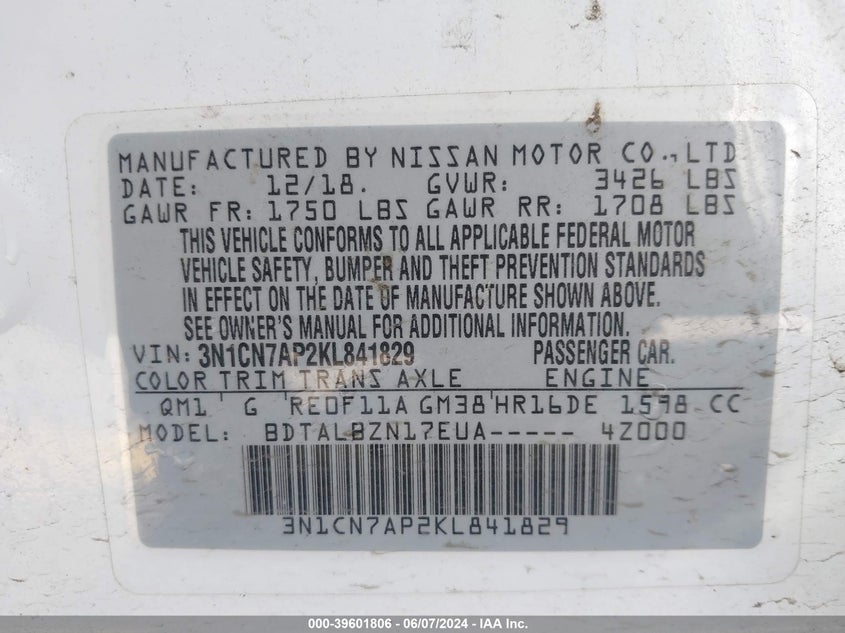 MANUFACTURED BY NISSAN MOTOR CO.,LTD
DATE: 12/18. GVWR: 3426 LBS
GAWR FR: 1750 LBS GAWR RR: 1708 LBS
THIS VEHICLE CONFORMS TO ALL APPLICABLE FEDERAL MOTOR
VEHICLE SAFETY, BUMPER AND THEFT PREVENTION STANDARDS
IN EFFECT ON THE DATE OF MANUFACTURE SHOWN ABOVE.
SEE OWNER'S MANUAL FOR ADDITIONAL INFORMATION.
VIN: 3N1CN7AP2KL841829 PASSENGER CAR.
COLOR TRIM TRANS AXLE ENGINE
QM1 G RE0F11A GM38 HR16DE 1598 CC
MODEL: BDTALBZN17EUA----- 4Z000
3N1CN7AP2KL841829
000-39601806 - 06/07/2024 - IAA Inc.